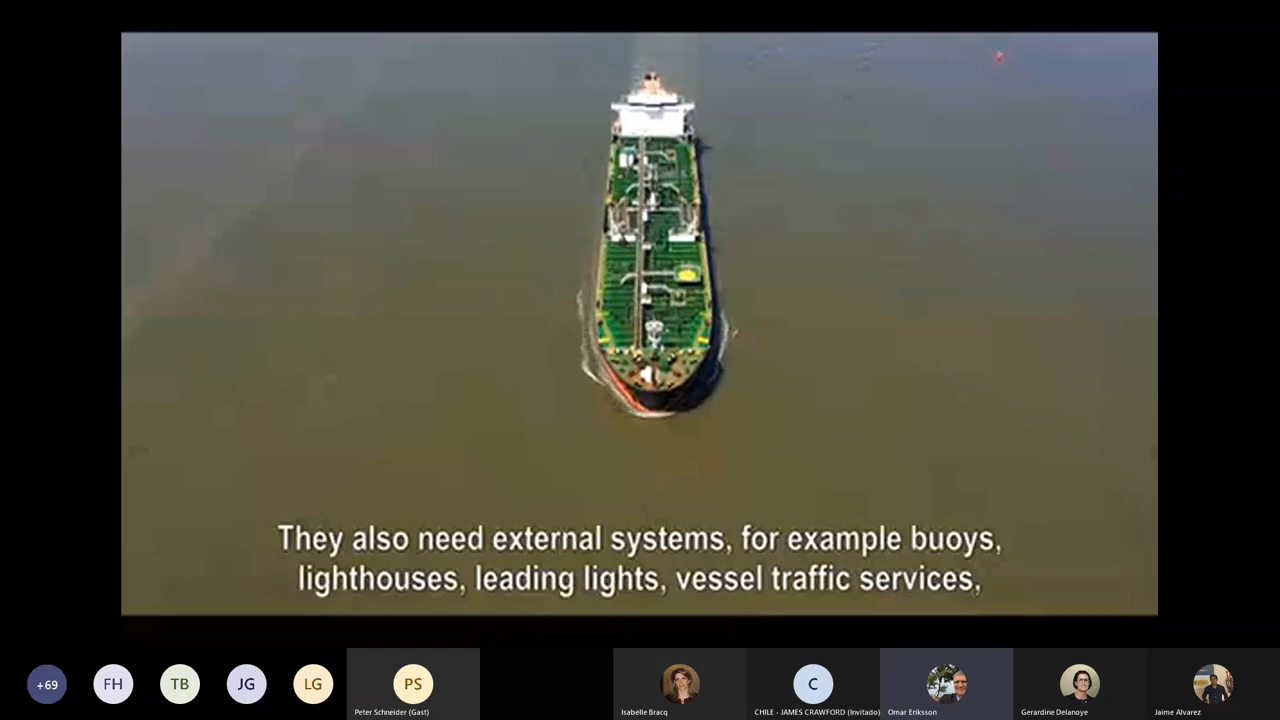 They also need external systems, for example buoys,
lighthouses, leading lights, vessel traffic services,
+69
FH
TB
JG
LG
PS
C
Peter Schneider (Gast)
Isabelle Bracq
CHILE - JAMES CRAWFORD (Invitado)
Omar Eriksson
Gerardine Delanoye
Jaime Alvarez